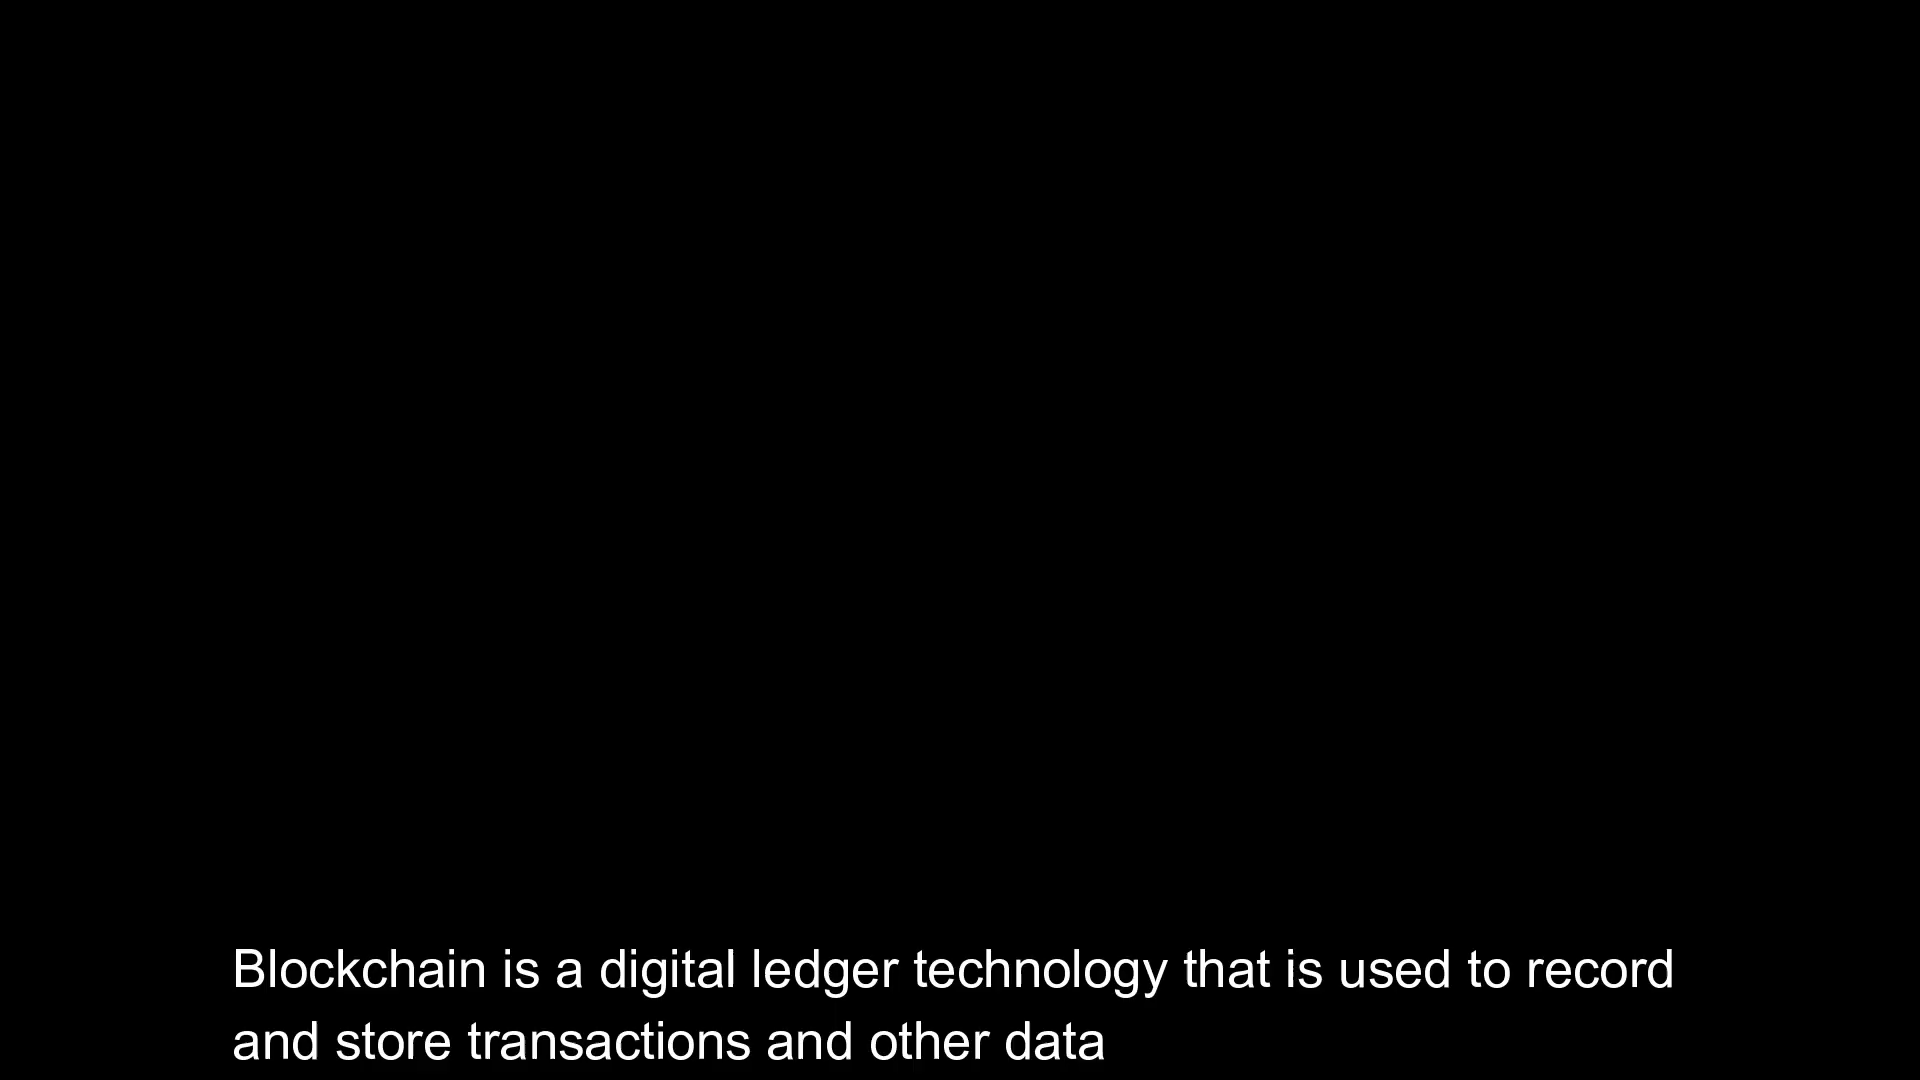 Blockchain is a digital ledger technology that is used to record
and store transactions and other data